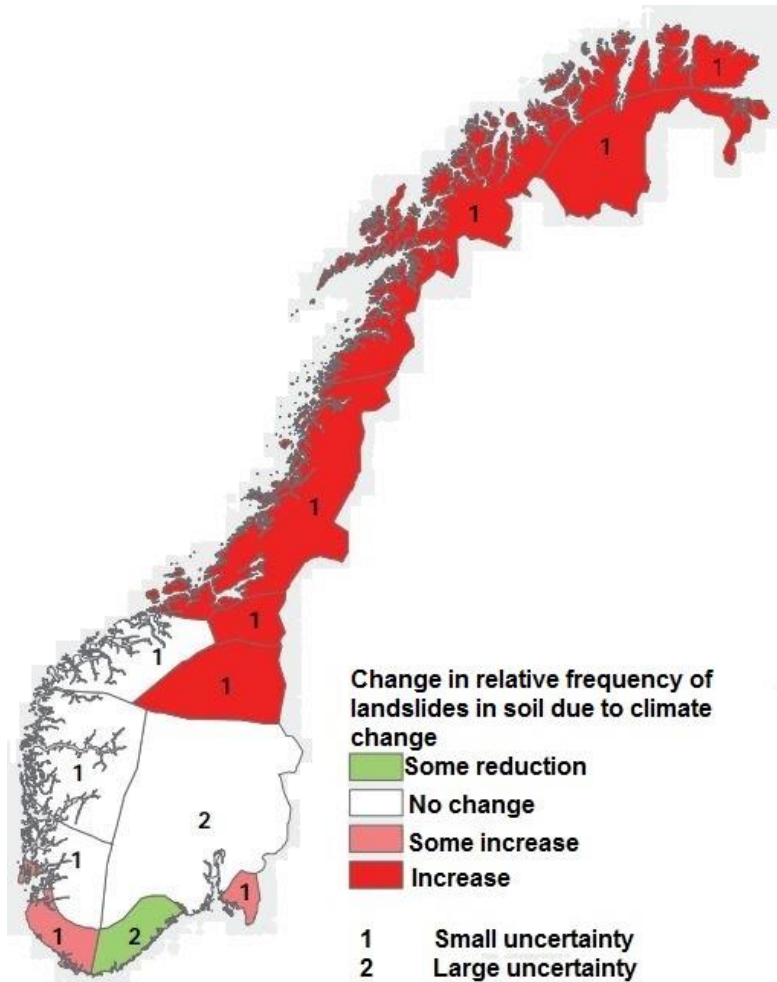 1
1
1
1
1
1
1
1
2
1
1
1
2
Change in relative frequency of
landslides in soil due to climate
change
Some reduction
No change
Some increase
Increase
1 Small uncertainty
2 Large uncertainty